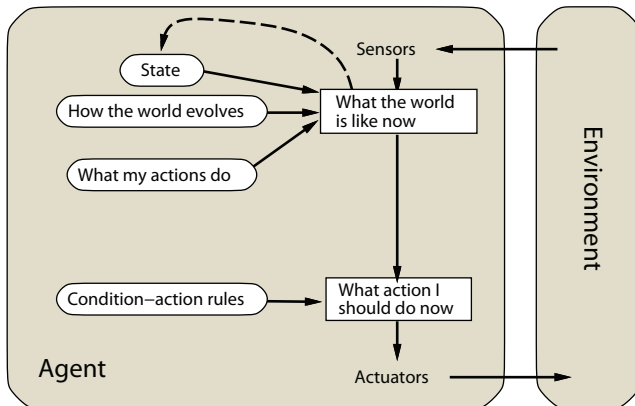 Sensors
State
How the world evolves
What my actions do
What the world
is like now
Condition−action rules
What action I
should do now
Agent
Actuators
Environment